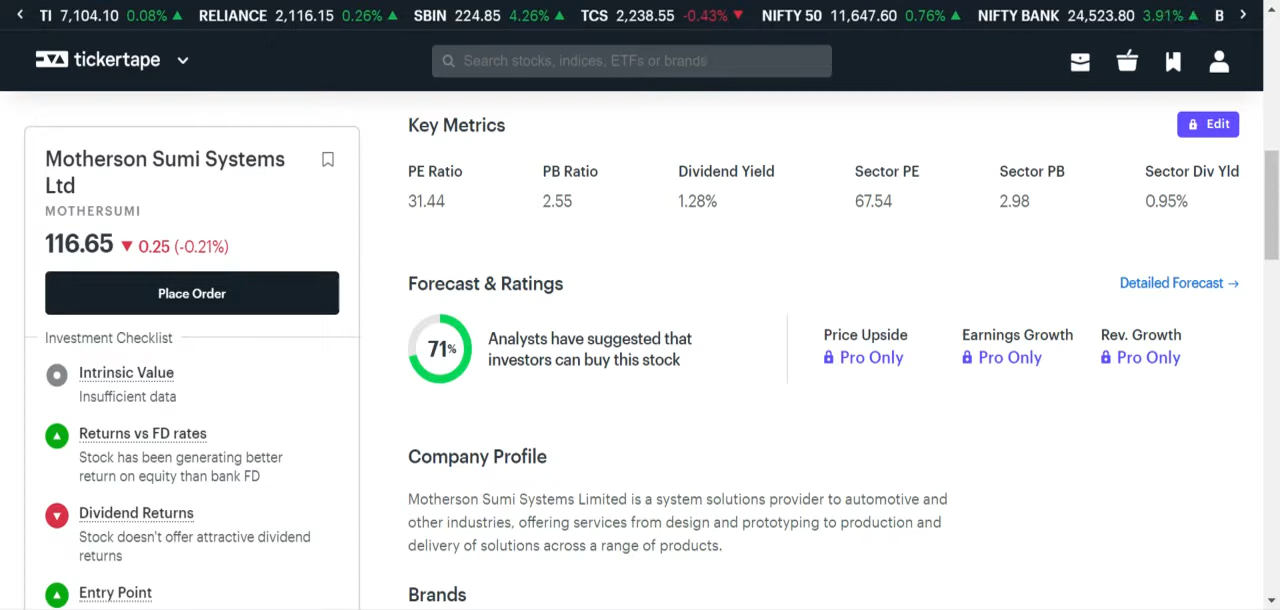 TI 7,104.10 0.08% RELIANCE 2,116.15 0.26% SBIN 224.85 4.26% TCS 2,238.55 -0.43% NIFTY 50 11,647.60 0.76% NIFTY BANK 24,523.80 3.91% B
tickertape
Search stocks, indices, ETFs or brands
Motherson Sumi Systems
Ltd
MOTHERSUMI
116.65 0.25 (-0.21%)
Place Order
Investment Checklist
Intrinsic Value
Insufficient data
Returns vs FD rates
Stock has been generating better
return on equity than bank FD
Dividend Returns
Stock doesn't offer attractive dividend
returns
Entry Point
Key Metrics
Edit
PE Ratio PB Ratio Dividend Yield Sector PE Sector PB Sector Div Yld
31.44 2.55 1.28% 67.54 2.98 0.95%
Forecast & Ratings
Detailed Forecast →
71%
Analysts have suggested that
investors can buy this stock
Price Upside Earnings Growth Rev. Growth
Pro Only Pro Only Pro Only
Company Profile
Motherson Sumi Systems Limited is a system solutions provider to automotive and
other industries, offering services from design and prototyping to production and
delivery of solutions across a range of products.
Brands